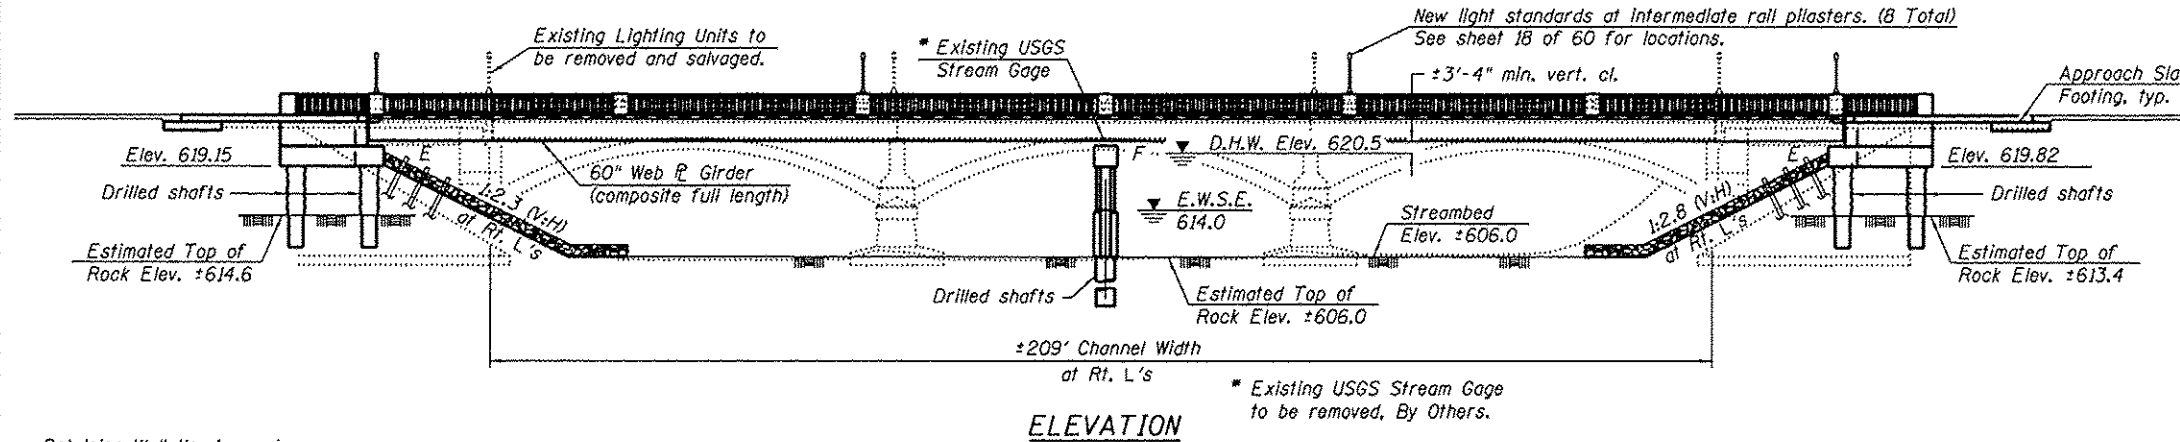 New light standards at intermediate rail pilasters. (8 Total)
See sheet 18 of 60 for locations.
Existing Lighting Units to
be removed and salvaged.
* Existing USGS
Stream Gage
±3'-4" min. vert. cl.
Approach Sla
Footing, typ.
Elev. 619.15
E
D.H.W. Elev. 620.5
F
E
Elev. 619.82
Drilled shafts
60" Web ℄ Girder
(composite full length)
1:2.3 (V:H)
at Rt. L's
E.W.S.E.
614.0
Streambed
Elev. ±606.0
1:2.8 (V:H)
at Rt. L's
Drilled shafts
Estimated Top of
Rock Elev. ±614.6
Estimated Top of
Rock Elev. ±613.4
Drilled shafts
Estimated Top of
Rock Elev. ±606.0
±209' Channel Width
at Rt. L's
* Existing USGS Stream Gage
to be removed, By Others.
ELEVATION